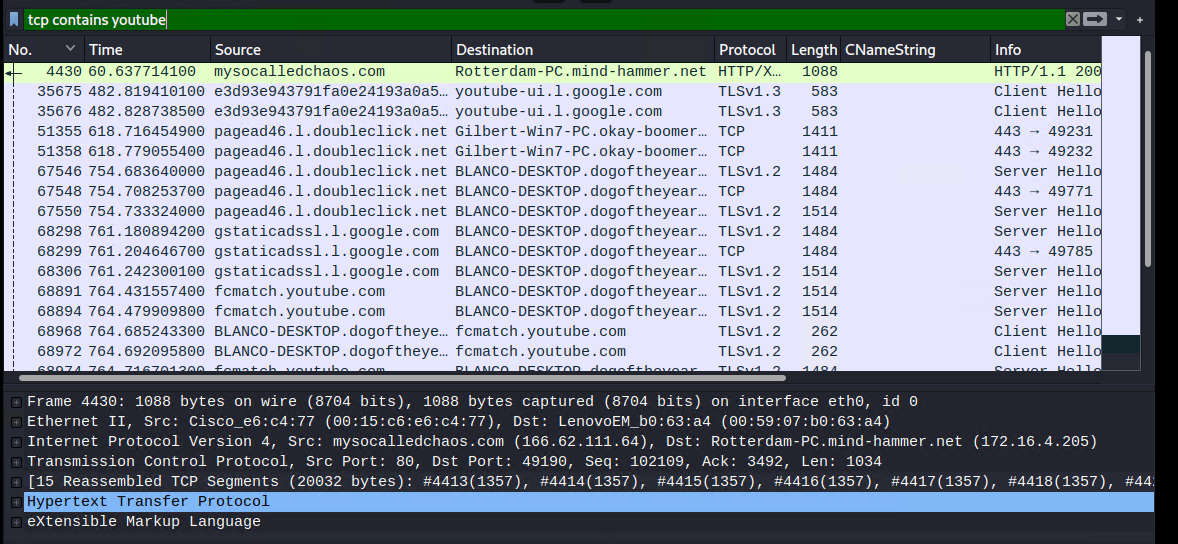 tcp contains youtube
No. Time Source Destination Protocol Length CNameString Info
4430 60.637714100 mysocalledchaos.com Rotterdam-PC.mind-hammer.net HTTP/X… 1088 HTTP/1.1 200
35675 482.819410100 e3d93e943791fa0e24193a0a5… youtube-ui.l.google.com TLSv1.3 583 Client Hello
35676 482.828738500 e3d93e943791fa0e24193a0a5… youtube-ui.l.google.com TLSv1.3 583 Client Hello
51355 618.716454900 pagead46.l.doubleclick.net Gilbert-Win7-PC.okay-boomer… TCP 1411 443 → 49231
51358 618.779055400 pagead46.l.doubleclick.net Gilbert-Win7-PC.okay-boomer… TCP 1411 443 → 49232
67546 754.683640000 pagead46.l.doubleclick.net BLANCO-DESKTOP.dogoftheyear… TLSv1.2 1484 Server Hello
67548 754.708253700 pagead46.l.doubleclick.net BLANCO-DESKTOP.dogoftheyear… TCP 1484 443 → 49771
67550 754.733324000 pagead46.l.doubleclick.net BLANCO-DESKTOP.dogoftheyear… TLSv1.2 1514 Server Hello
68298 761.180894200 gstaticadssl.l.google.com BLANCO-DESKTOP.dogoftheyear… TLSv1.2 1484 Server Hello
68299 761.204646700 gstaticadssl.l.google.com BLANCO-DESKTOP.dogoftheyear… TCP 1484 443 → 49785
68306 761.242300100 gstaticadssl.l.google.com BLANCO-DESKTOP.dogoftheyear… TLSv1.2 1514 Server Hello
68891 764.431557400 fcmatch.youtube.com BLANCO-DESKTOP.dogoftheyear… TLSv1.2 1514 Server Hello
68894 764.479909800 fcmatch.youtube.com BLANCO-DESKTOP.dogoftheyear… TLSv1.2 1514 Server Hello
68968 764.685243300 BLANCO-DESKTOP.dogoftheye… fcmatch.youtube.com TLSv1.2 262 Client Hello
68972 764.692095800 BLANCO-DESKTOP.dogoftheye… fcmatch.youtube.com TLSv1.2 262 Client Hello
68974 764.716701300 fcmatch.youtube.com BLANCO-DESKTOP.dogoftheyear… TLSv1.2 1484 Server Hello
Frame 4430: 1088 bytes on wire (8704 bits), 1088 bytes captured (8704 bits) on interface eth0, id 0
Ethernet II, Src: Cisco_e6:c4:77 (00:15:c6:e6:c4:77), Dst: LenovoEM_b0:63:a4 (00:59:07:b0:63:a4)
Internet Protocol Version 4, Src: mysocalledchaos.com (166.62.111.64), Dst: Rotterdam-PC.mind-hammer.net (172.16.4.205)
Transmission Control Protocol, Src Port: 80, Dst Port: 49190, Seq: 102109, Ack: 3492, Len: 1034
[15 Reassembled TCP Segments (20032 bytes): #4413(1357), #4414(1357), #4415(1357), #4416(1357), #4417(1357), #4418(1357),
Hypertext Transfer Protocol
eXtensible Markup Language